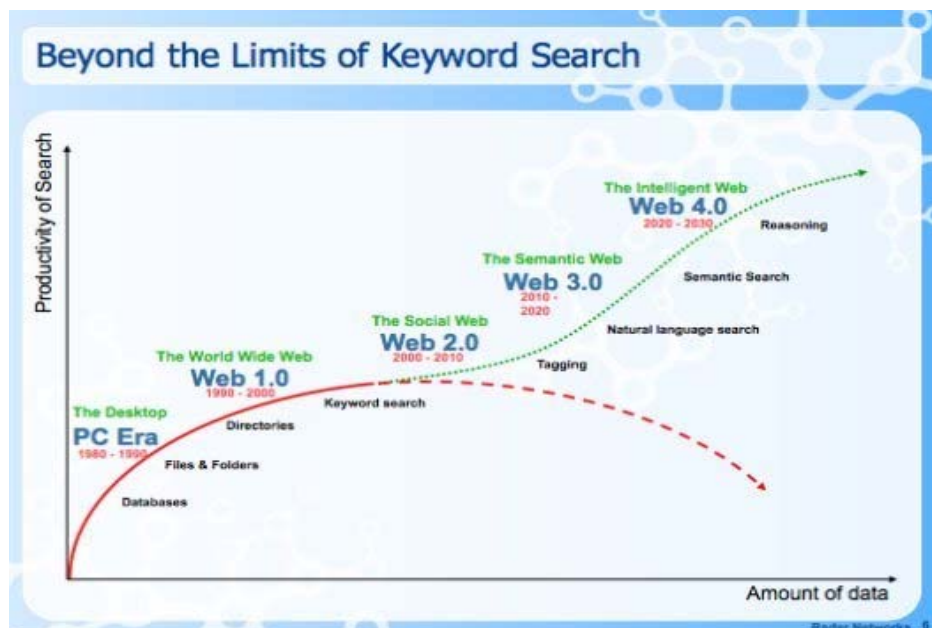 Beyond the Limits of Keyword Search
Productivity of Search
The Intelligent Web
Web 4.0
2020 - 2030
Reasoning
The Semantic Web
Web 3.0
2010 -
2020
Semantic Search
The Social Web
Web 2.0
2000 - 2010
Natural language search
The World Wide Web
Web 1.0
1990 - 2000
Tagging
Keyword search
The Desktop
PC Era
1980 - 1990
Directories
Files & Folders
Databases
Amount of data
Radar Networks 6